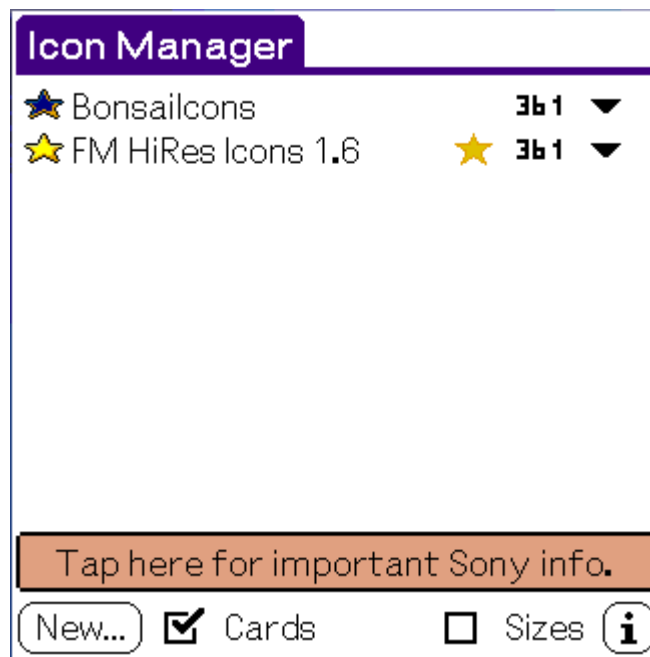 Icon Manager
BonsaiIcons 3b1
FM HiRes Icons 1.6 3b1
Tap here for important Sony info.
New... Cards Sizes i